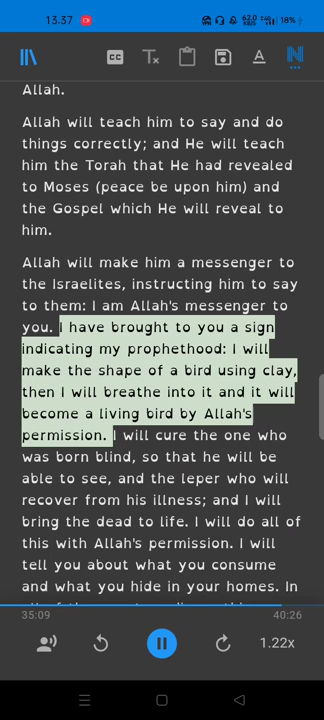 13.37
62.0
KB/S
18%
CC
A
N
Allah.
Allah will teach him to say and do
things correctly; and He will teach
him the Torah that He had revealed
to Moses (peace be upon him) and
the Gospel which He will reveal to
him.
Allah will make him a messenger to
the Israelites, instructing him to say
to them: I am Allah's messenger to
you. I have brought to you a sign
indicating my prophethood: I will
make the shape of a bird using clay,
then I will breathe into it and it will
become a living bird by Allah's
permission. I will cure the one who
was born blind, so that he will be
able to see, and the leper who will
recover from his illness; and I will
bring the dead to life. I will do all of
this with Allah's permission. I will
tell you about what you consume
and what you hide in your homes. In
35:09
40:26
1.22x